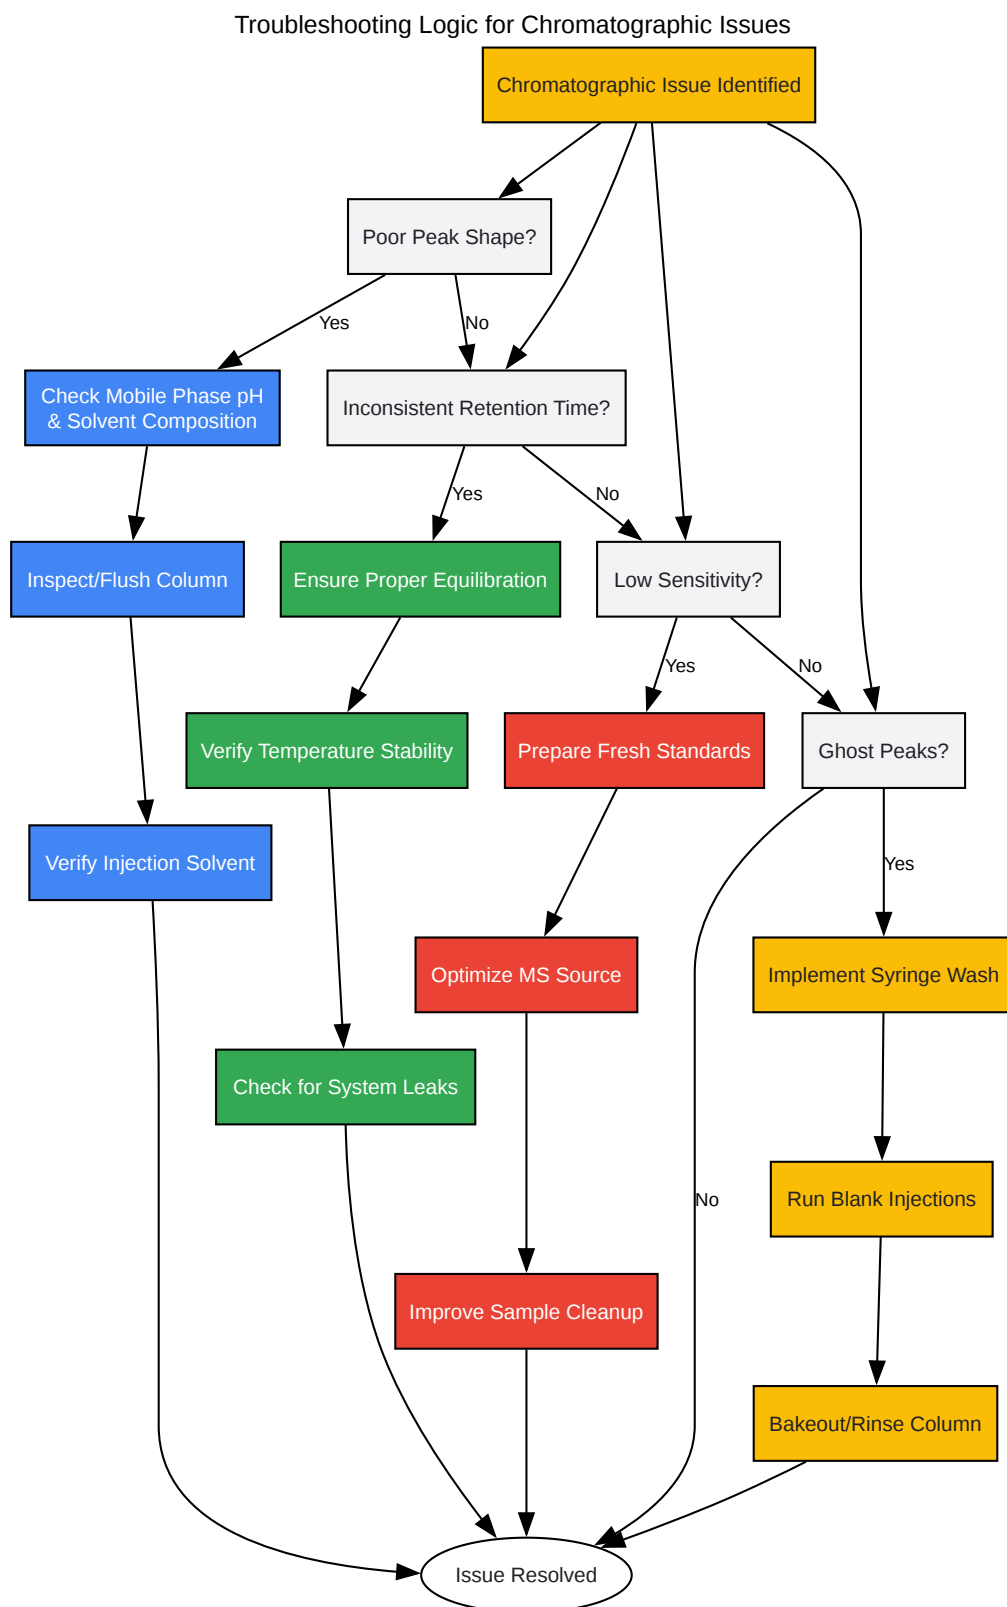 Troubleshooting Logic for Chromatographic Issues
Chromatographic Issue Identified
Poor Peak Shape?
Yes
No
Check Mobile Phase pH
& Solvent Composition
Inconsistent Retention Time?
Yes
No
Inspect/Flush Column
Ensure Proper Equilibration
Low Sensitivity?
Yes
No
Verify Temperature Stability
Prepare Fresh Standards
Ghost Peaks?
Verify Injection Solvent
Yes
Optimize MS Source
Implement Syringe Wash
Check for System Leaks
No
Run Blank Injections
Improve Sample Cleanup
Bakeout/Rinse Column
Issue Resolved